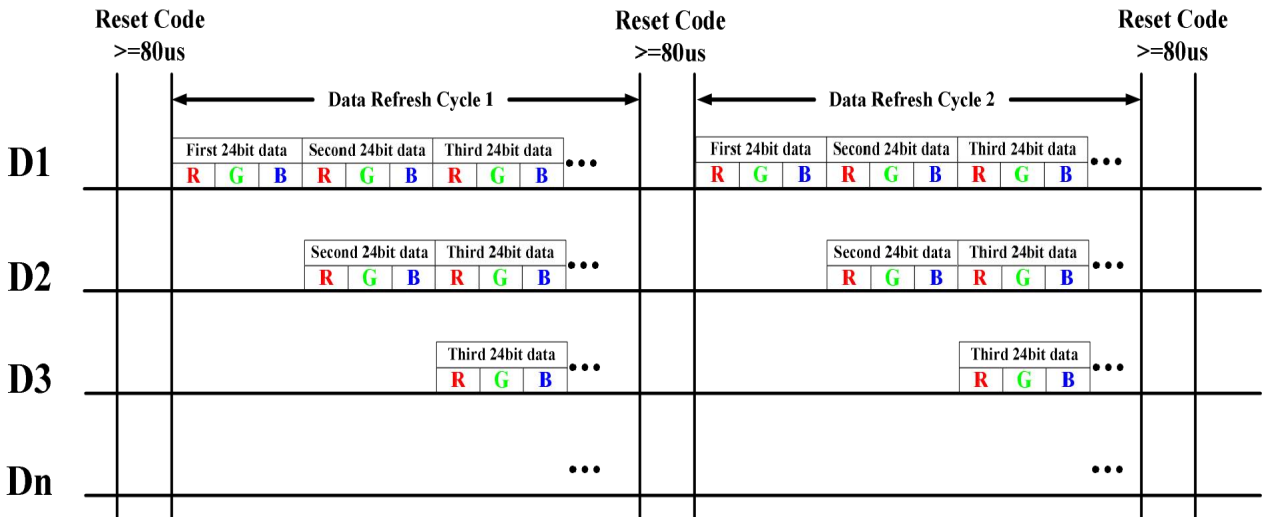 Reset Code Reset Code Reset Code
>=80us >=80us >=80us
Data Refresh Cycle 1 Data Refresh Cycle 2
First 24bit data Second 24bit data Third 24bit data ••• First 24bit data Second 24bit data Third 24bit data •••
D1 R G B R G B R G B R G B R G B R G B
Second 24bit data Third 24bit data ••• Second 24bit data Third 24bit data •••
D2 R G B R G B R G B R G B
Third 24bit data ••• Third 24bit data •••
D3 R G B R G B
Dn ••• •••